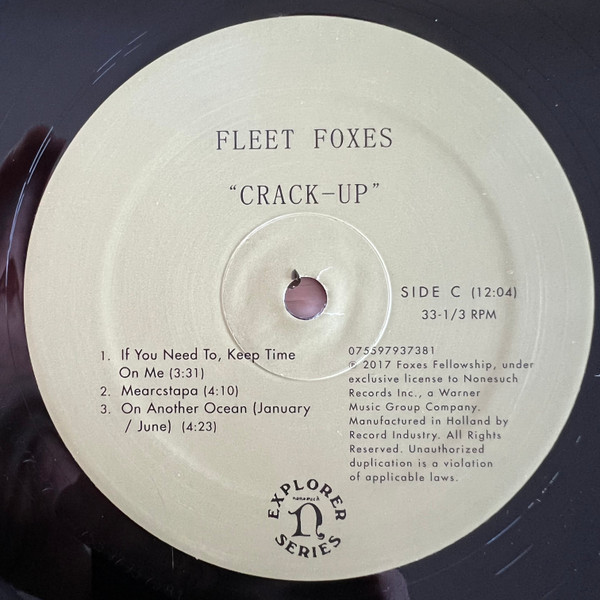 FLEET FOXES
“CRACK-UP”
SIDE C (12:04)
33-1/3 RPM
1. If You Need To, Keep Time
On Me (3:31)
2. Mearcstapa (4:10)
3. On Another Ocean (January
/ June) (4:23)
075597937381
℗ 2017 Foxes Fellowship, under
exclusive license to Nonesuch
Records Inc., a Warner
Music Group Company.
Manufactured in Holland by
Record Industry. All Rights
Reserved. Unauthorized
duplication is a violation
of applicable laws.
EXPLORER
nonesuch
n
SERIES